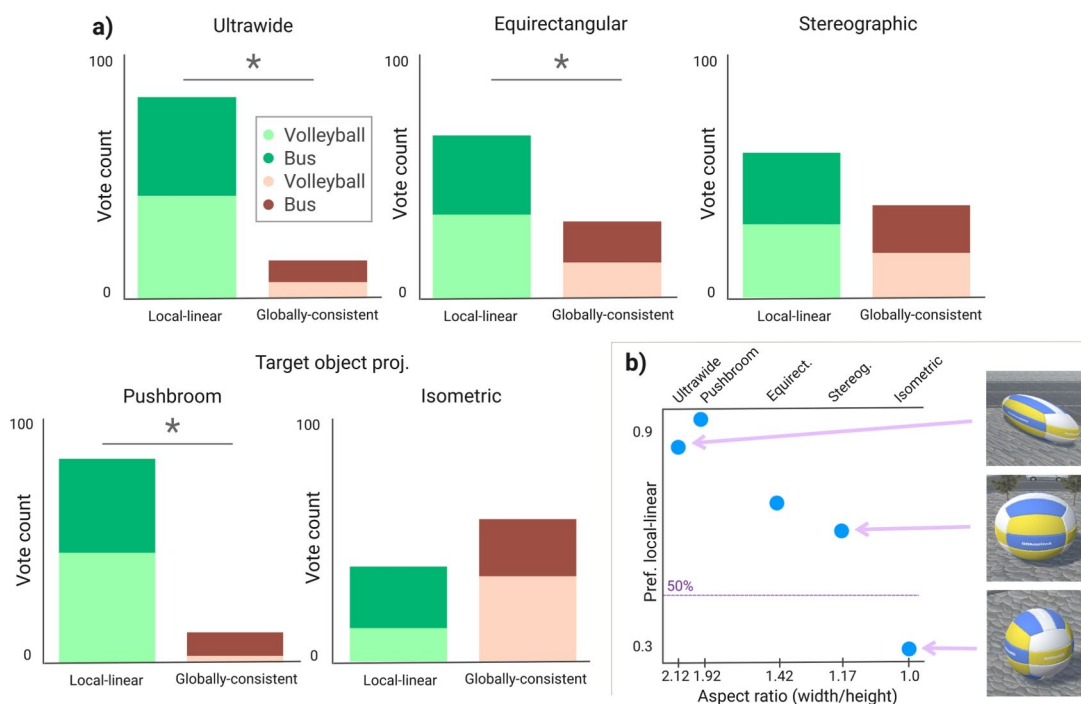 a)
Ultrawide
Equirectangular
Stereographic
100
Vote count
0
Local-linear
Globally-consistent
*
Volleyball
Bus
Volleyball
Bus
100
Vote count
0
Local-linear
Globally-consistent
*
100
Vote count
0
Local-linear
Globally-consistent
Target object proj.
Pushbroom
Isometric
100
Vote count
0
Local-linear
Globally-consistent
*
100
Vote count
0
Local-linear
Globally-consistent
b)
Ultrawide
Pushbroom
Equirect.
Stereog.
Isometric
0.9
Pref. local-linear
50%
0.3
2.12
1.92
1.42
1.17
1.0
Aspect ratio (width/height)